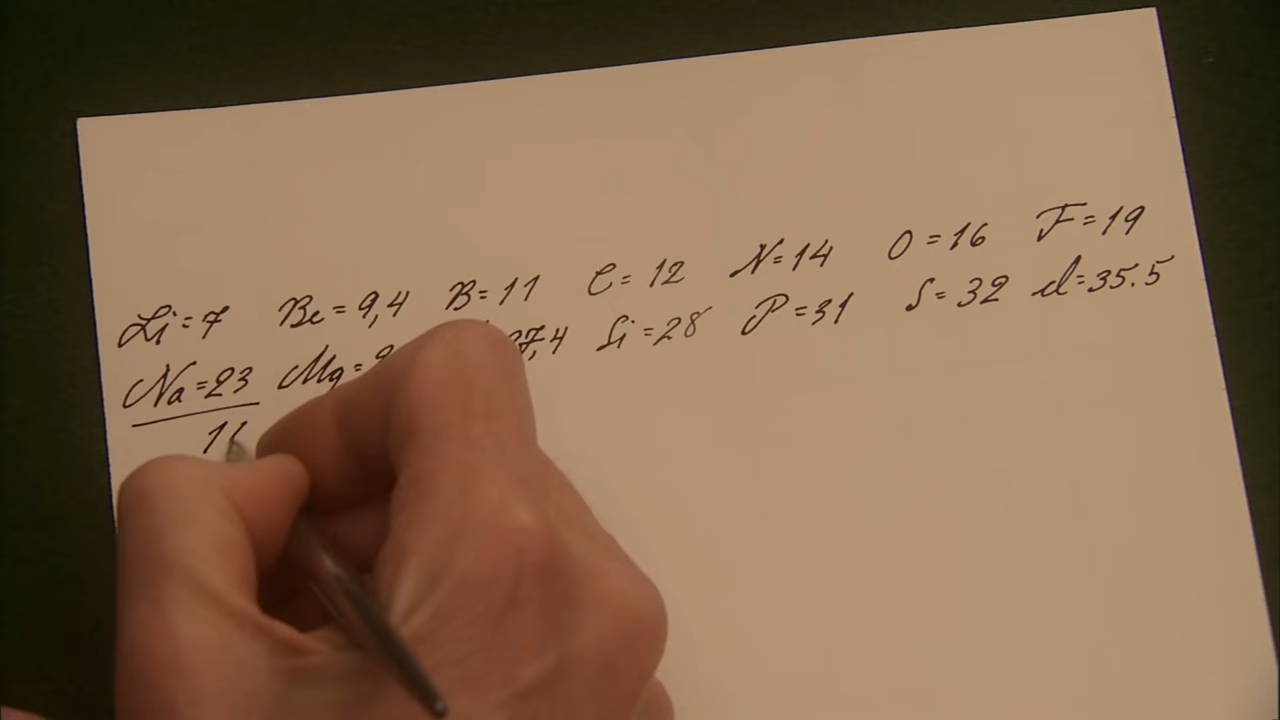 Li=7 Be=9,4 B=11 C=12 N=14 O=16 F=19
Na=23 Mg= 27,4 Si=28 P=31 S=32 cl=35.5